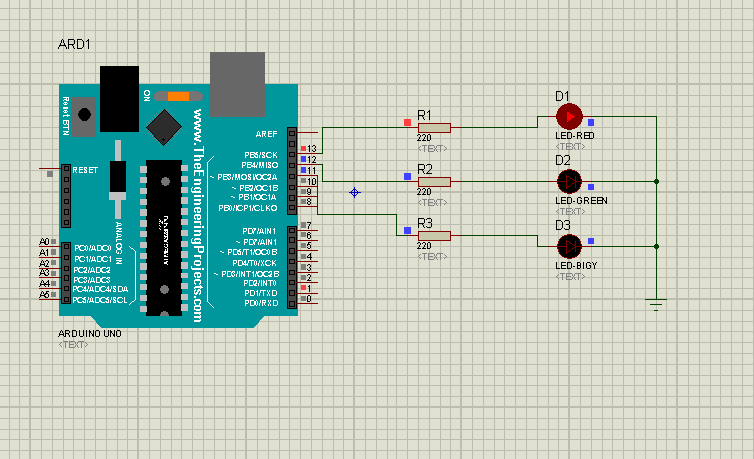 ARD1
ON
Reset BTN
www.TheEngineeringProjects.com
ANALOG IN
RESET
A0
A1
A2
A3
A4
A5
PC0/ADC0
PC1/ADC1
PC2/ADC2
PC3/ADC3
PC4/ADC4/SDA
PC5/ADC5/SCL
AREF
PB5/SCK
PB4/MISO
~ PB3/MOSI/OC2A
~ PB2/OC1B
~ PB1/OC1A
PB0/ICP1/CLKO
13
12
11
10
9
8
PD7/AIN1
~ PD7/AIN1
~ PD5/T1/OC0B
PD4/T0/XCK
~ PD3/INT1/OC2B
PD2/INT0
PD1/TXD
PD0/RXD
7
6
5
4
3
2
1
0
ARDUINO UNO
<TEXT>
R1
220
<TEXT>
R2
220
<TEXT>
R3
220
<TEXT>
D1
LED-RED
<TEXT>
D2
LED-GREEN
<TEXT>
D3
LED-BIGY
<TEXT>